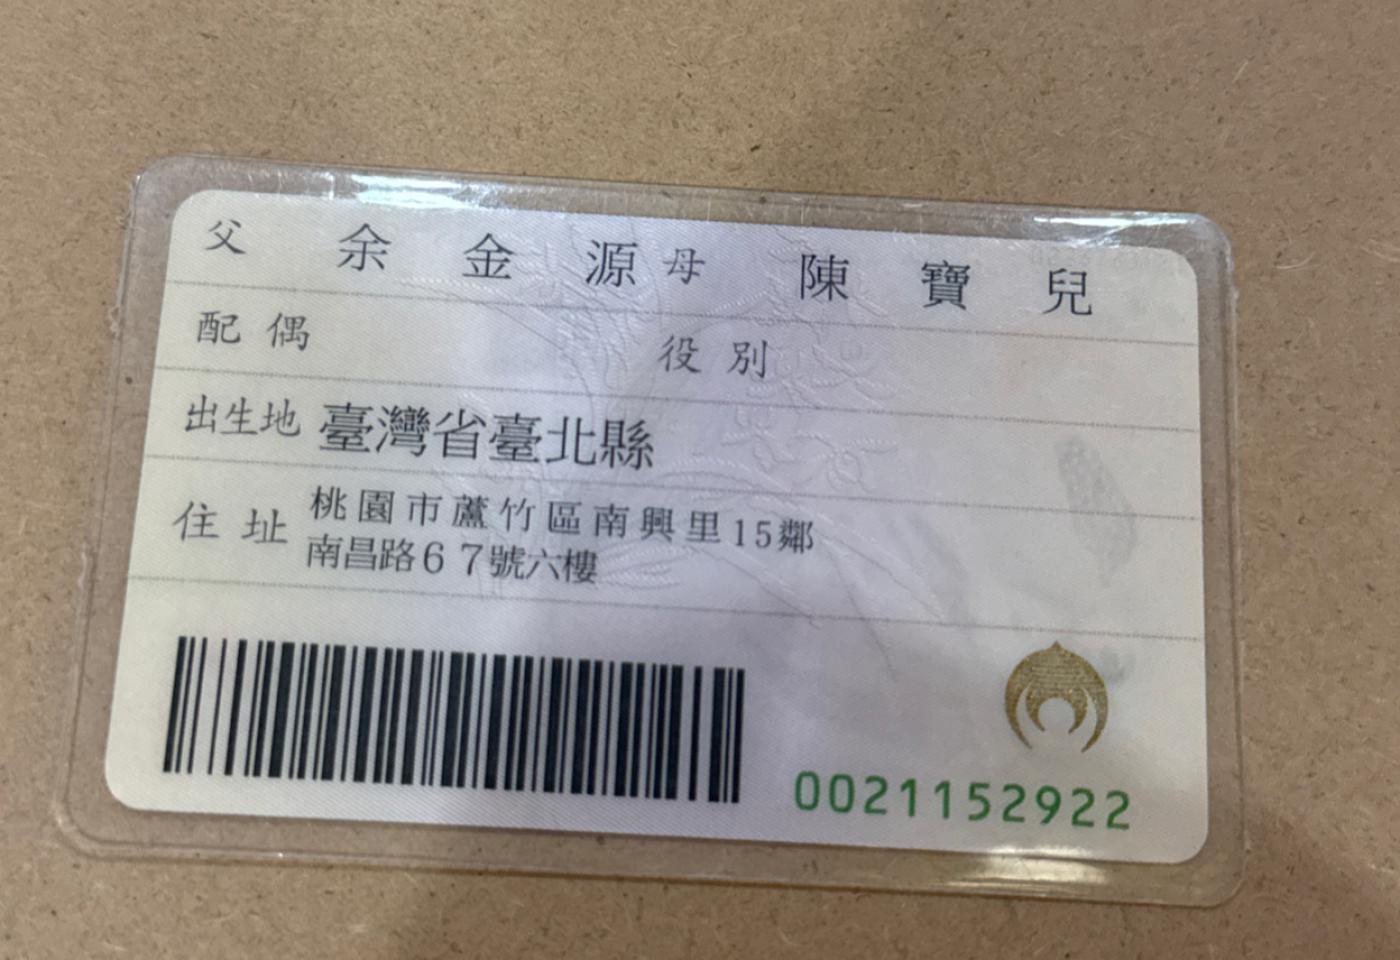 父 余金源 母 陳寶兒
配偶 役別
出生地 臺灣省臺北縣
住址 桃園市蘆竹區南興里15鄰
南昌路67號六樓
0021152922